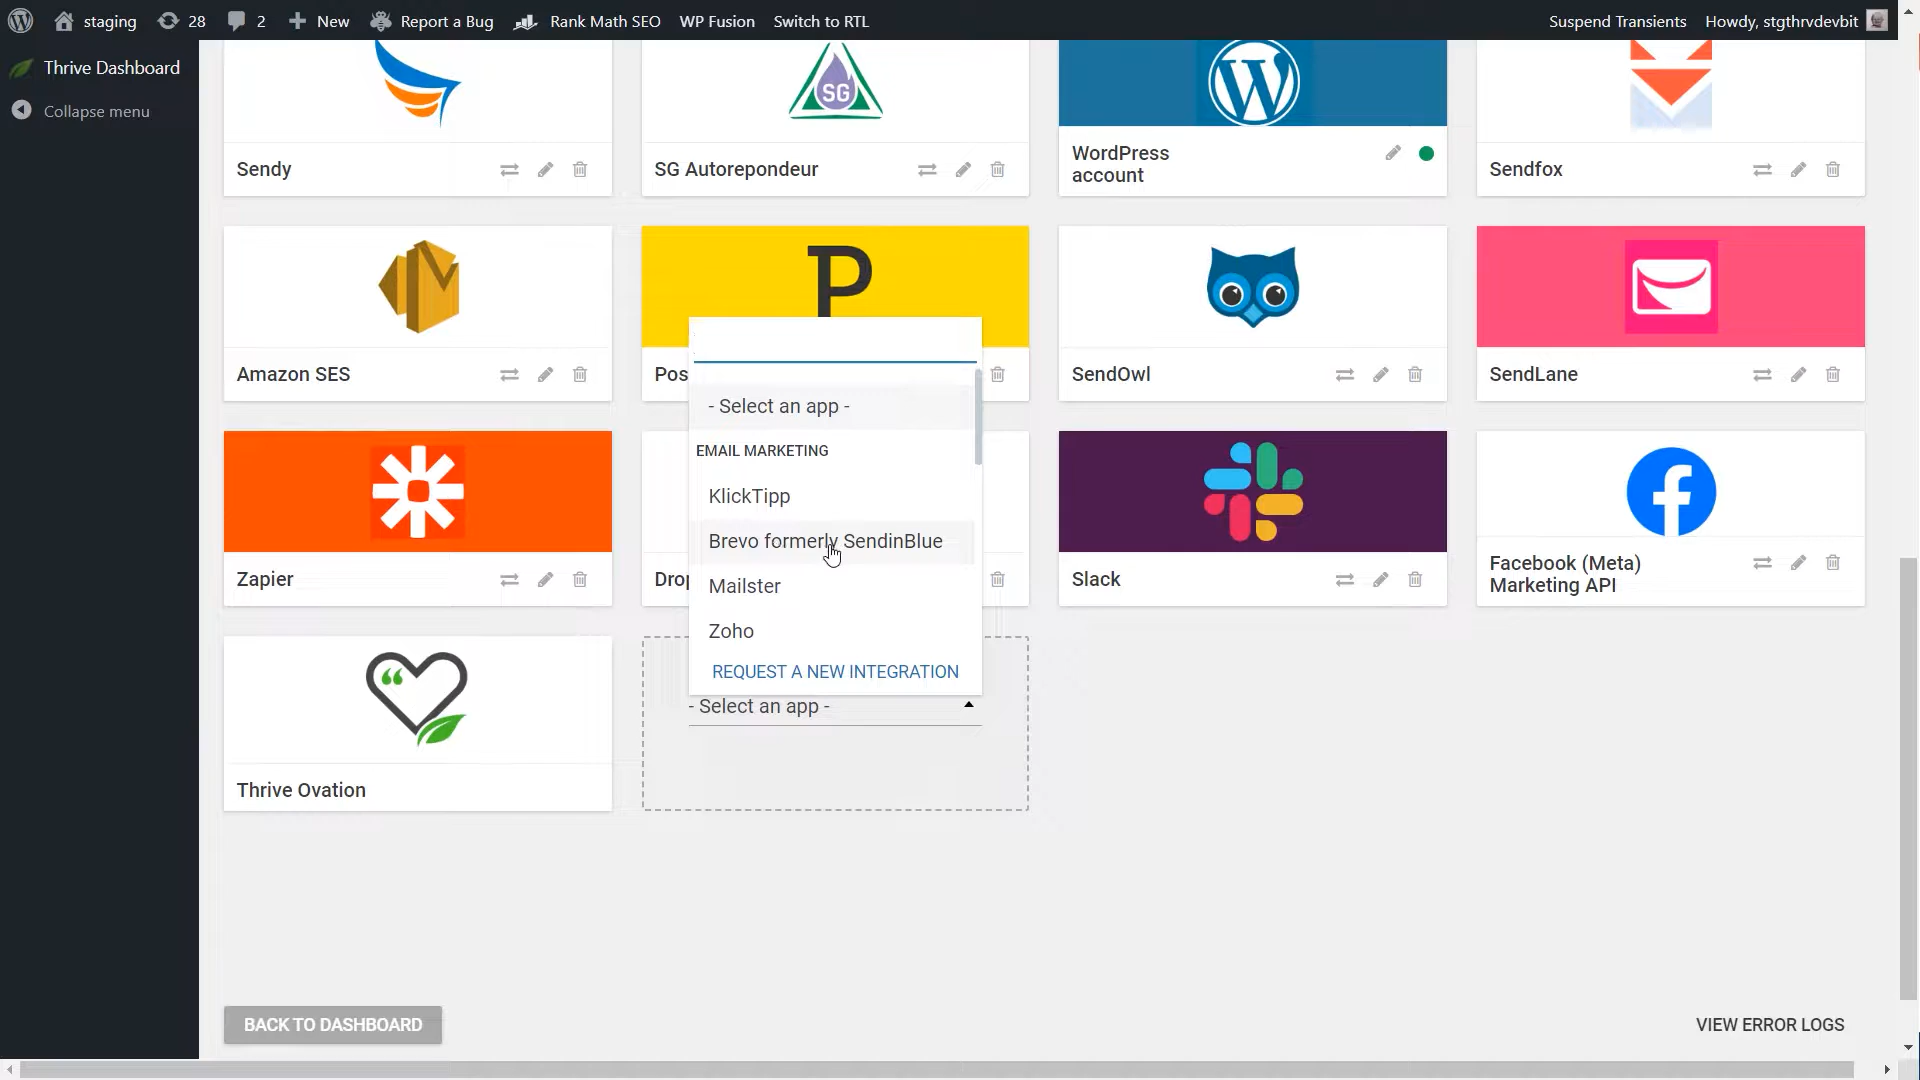 staging
28
2
New
Report a Bug
Rank Math SEO
WP Fusion
Switch to RTL
Suspend Transients
Howdy, stgthrvdevbit
Thrive Dashboard
Collapse menu
SG
Sendy
SG Autorepondeur
WordPress
account
Sendfox
P
Amazon SES
Pos
SendOwl
SendLane
- Select an app -
EMAIL MARKETING
KlickTipp
Brevo formerly SendinBlue
Mailster
Zoho
REQUEST A NEW INTEGRATION
- Select an app -
Zapier
Drop
Slack
Facebook (Meta)
Marketing API
Thrive Ovation
BACK TO DASHBOARD
VIEW ERROR LOGS